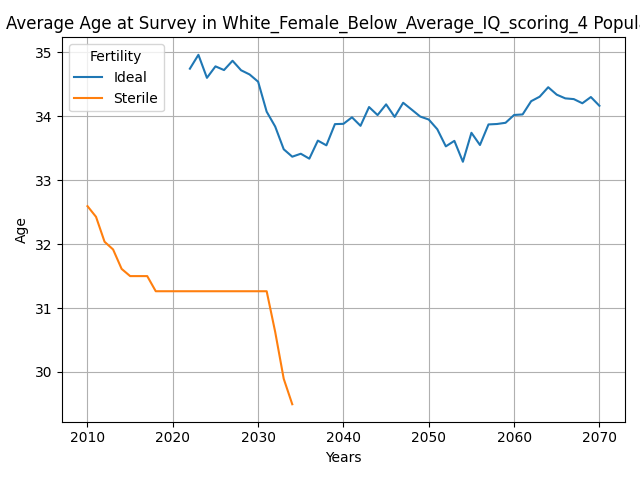 Average Age at Survey in White_Female_Below_Average_IQ_scoring_4 Popul
Fertility
Ideal
Sterile
35
34
33
32
31
30
Age
2010 2020 2030 2040 2050 2060 2070
Years